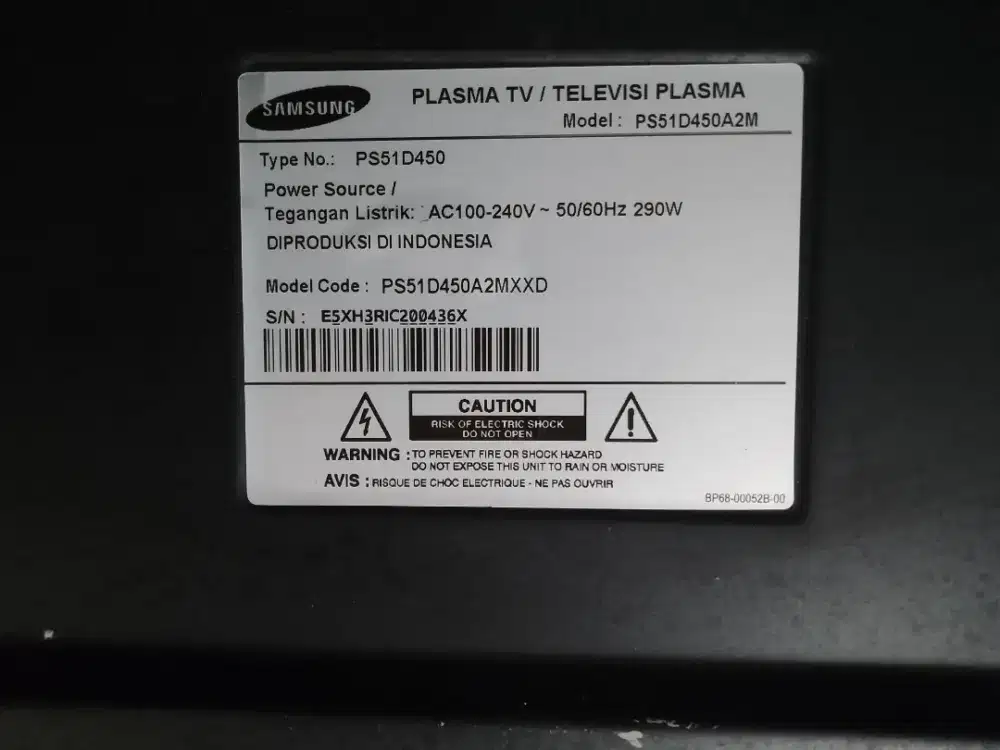 SAMSUNG
PLASMA TV / TELEVISI PLASMA
Model : PS51D450A2M
Type No.: PS51D450
Power Source /
Tegangan Listrik: AC100-240V ~ 50/60Hz 290W
DIPRODUKSI DI INDONESIA
Model Code : PS51D450A2MXXD
S/N : E5XH3RIC200436X
CAUTION
RISK OF ELECTRIC SHOCK
DO NOT OPEN
WARNING : TO PREVENT FIRE OR SHOCK HAZARD
DO NOT EXPOSE THIS UNIT TO RAIN OR MOISTURE
AVIS : RISQUE DE CHOC ELECTRIQUE - NE PAS OUVRIR
BP68-00052B-00